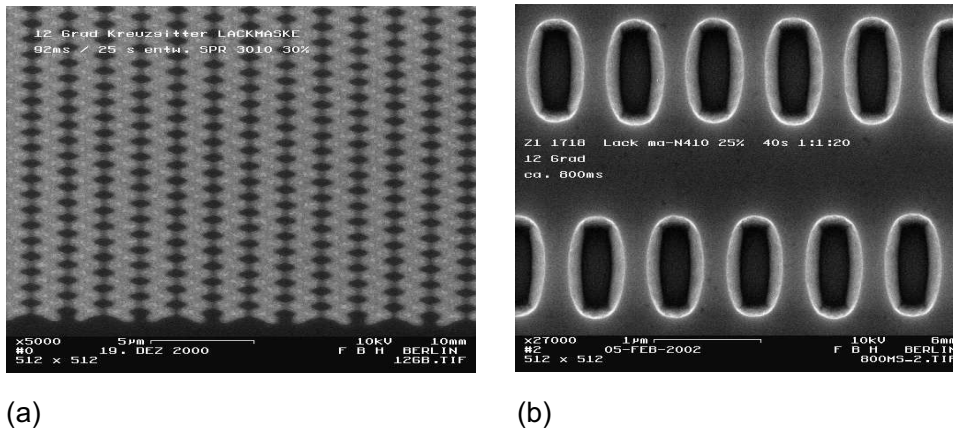 12 Grad Kreuzgitter LACKMASKE
92ms / 25 s entw. SPR 3010 30%
x5000 5µm 10kV 10mm
#0 19. DEZ 2000 F B H BERLIN
512 x 512 126B.TIF
Z1 1718 Lack ma-N410 25% 40s 1:1:20
12 Grad
ca. 800ms
x27000 1µm 10kV 6mm
#2 05-FEB-2002 F B H BERLIN
512 x 512 800MS_2.TIF
(a)
(b)